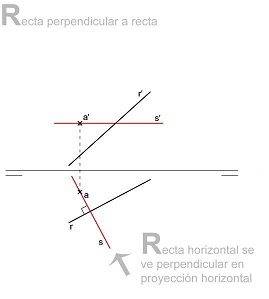 Recta perpendicular a recta
r'
a'
s'
a
r
s
Recta horizontal se
ve perpendicular en
proyección horizontal